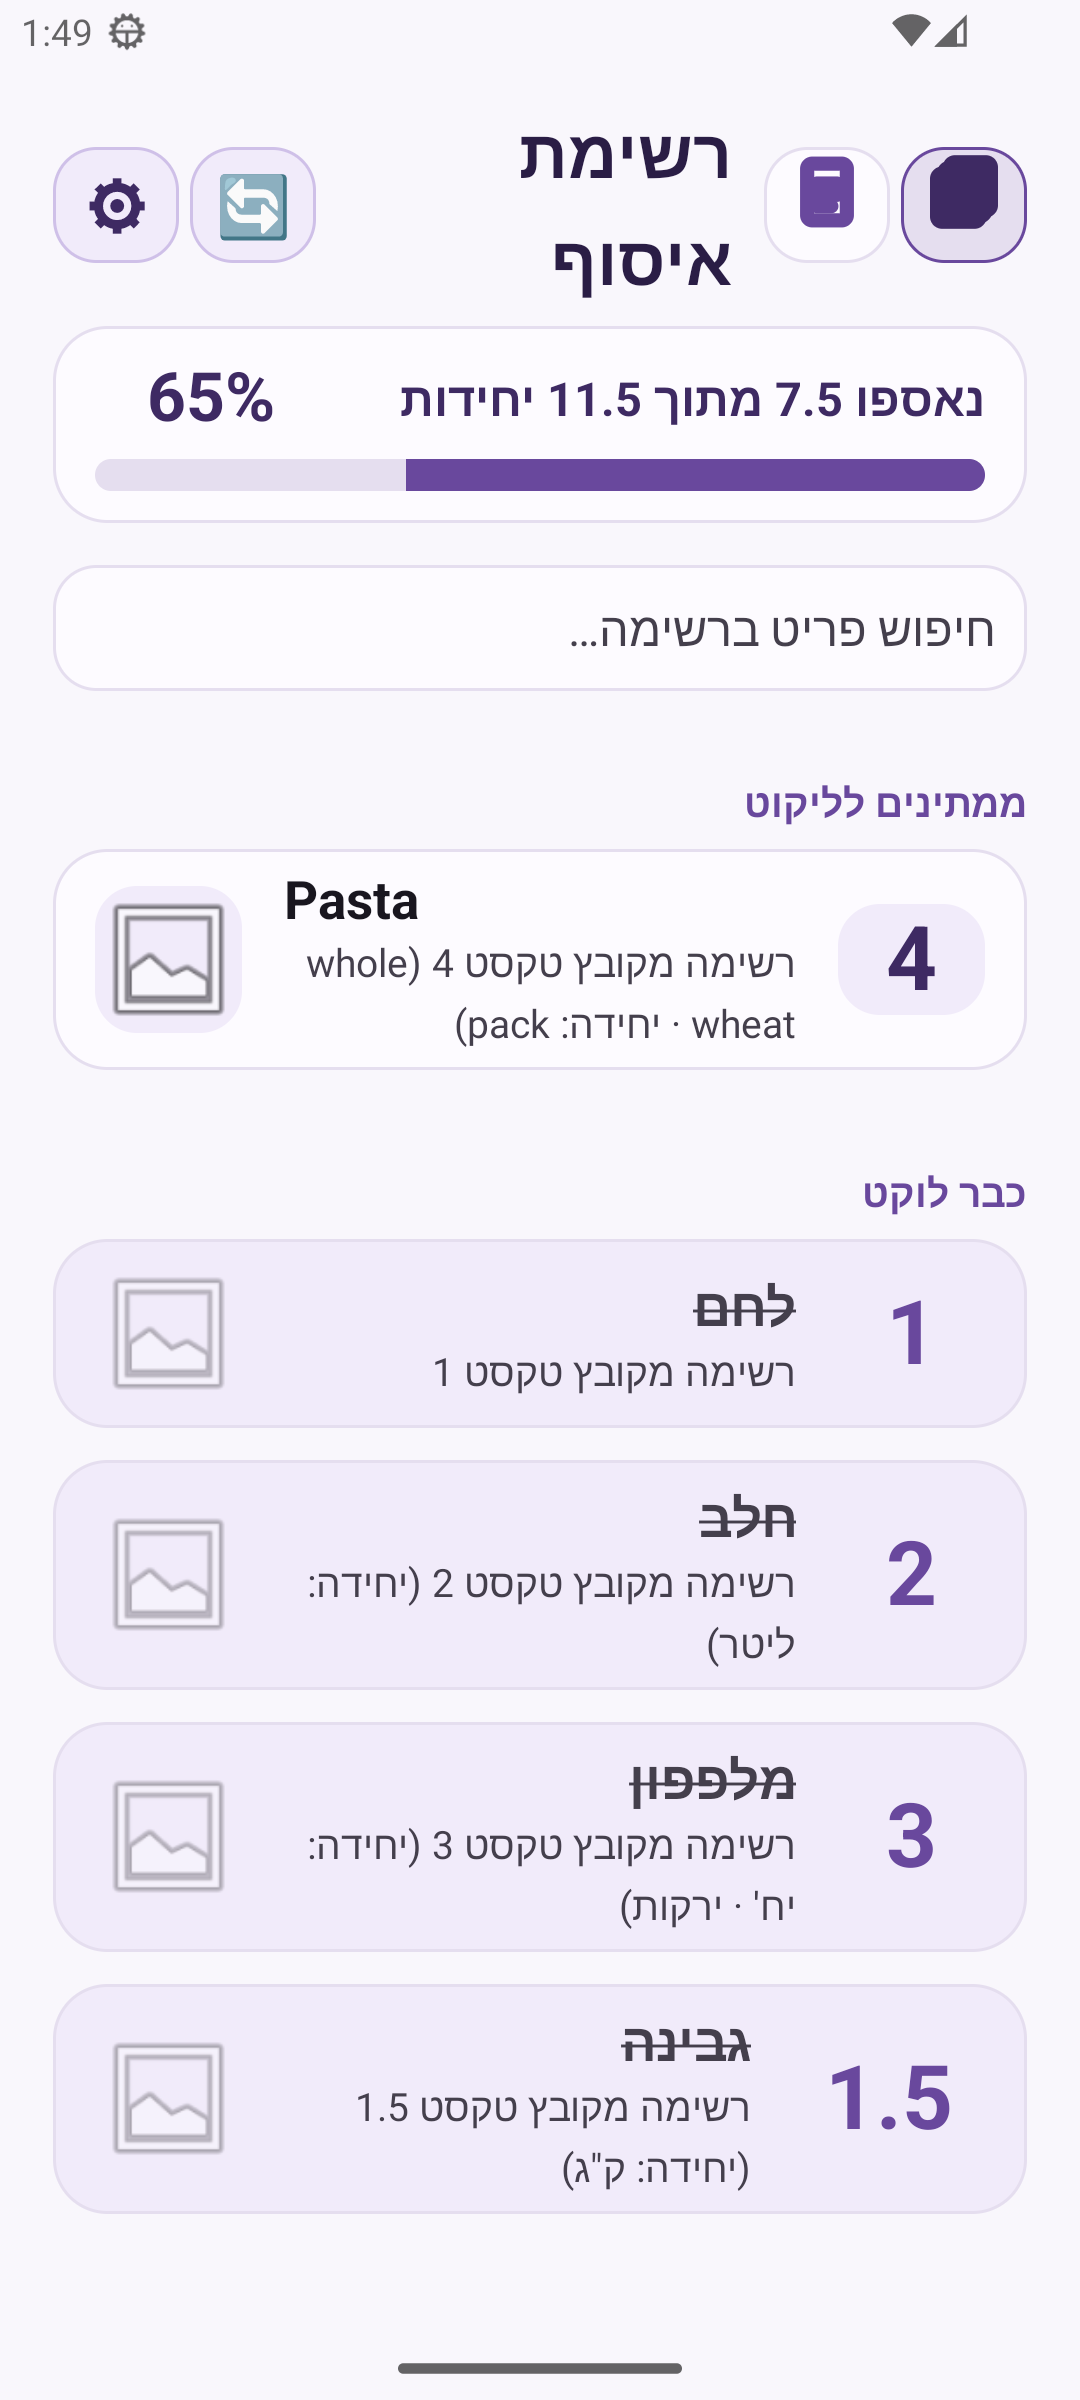 1:49
רשימת
איסוף
נאספו 7.5 מתוך 11.5 יחידות
65%
חיפוש פריט ברשימה...
ממתינים לליקוט
4
Pasta
רשימה מקובץ טקסט 4 (whole
wheat · יחידה: pack)
כבר לוקט
1
לחם
רשימה מקובץ טקסט 1
2
חלב
רשימה מקובץ טקסט 2 (יחידה:
ליטר)
3
מלפפון
רשימה מקובץ טקסט 3 (יחידה:
יח' · ירקות)
1.5
גבינה
רשימה מקובץ טקסט 1.5
(יחידה: ק"ג)